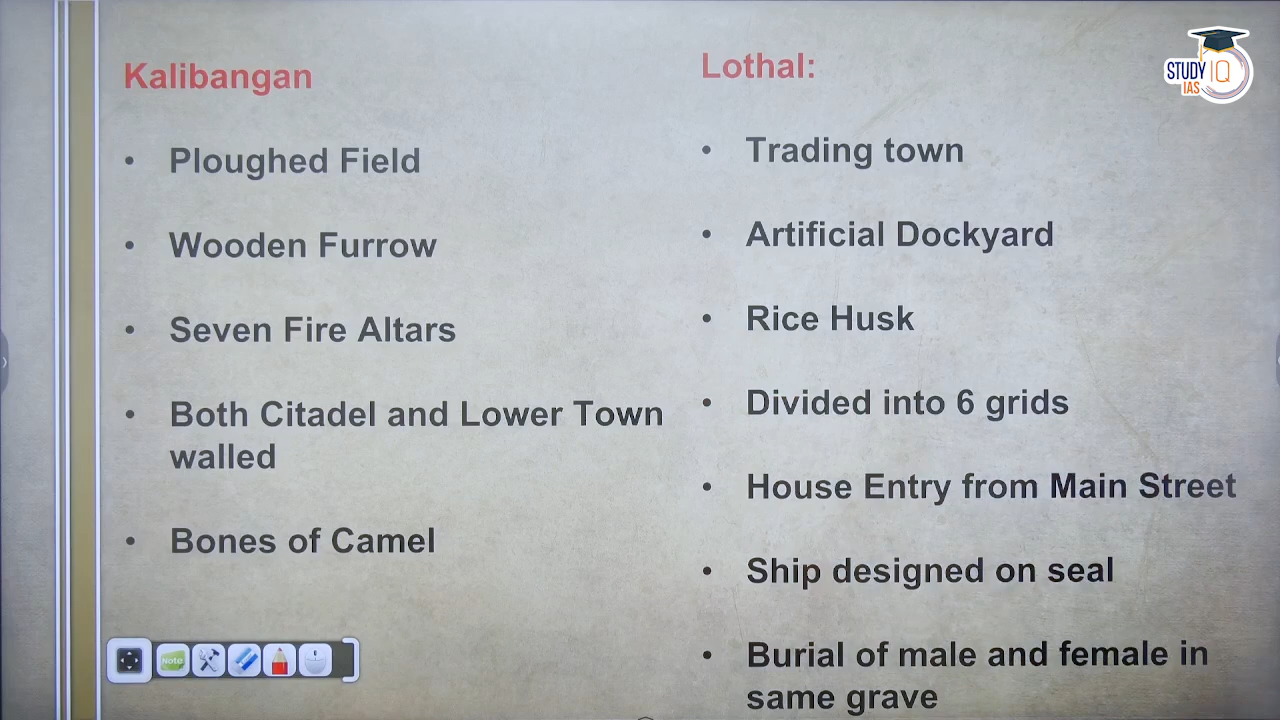 Kalibangan
• Ploughed Field
• Wooden Furrow
• Seven Fire Altars
• Both Citadel and Lower Town
walled
• Bones of Camel
Lothal:
• Trading town
• Artificial Dockyard
• Rice Husk
• Divided into 6 grids
• House Entry from Main Street
• Ship designed on seal
• Burial of male and female in
same grave
STUDY IQ
IAS
Note